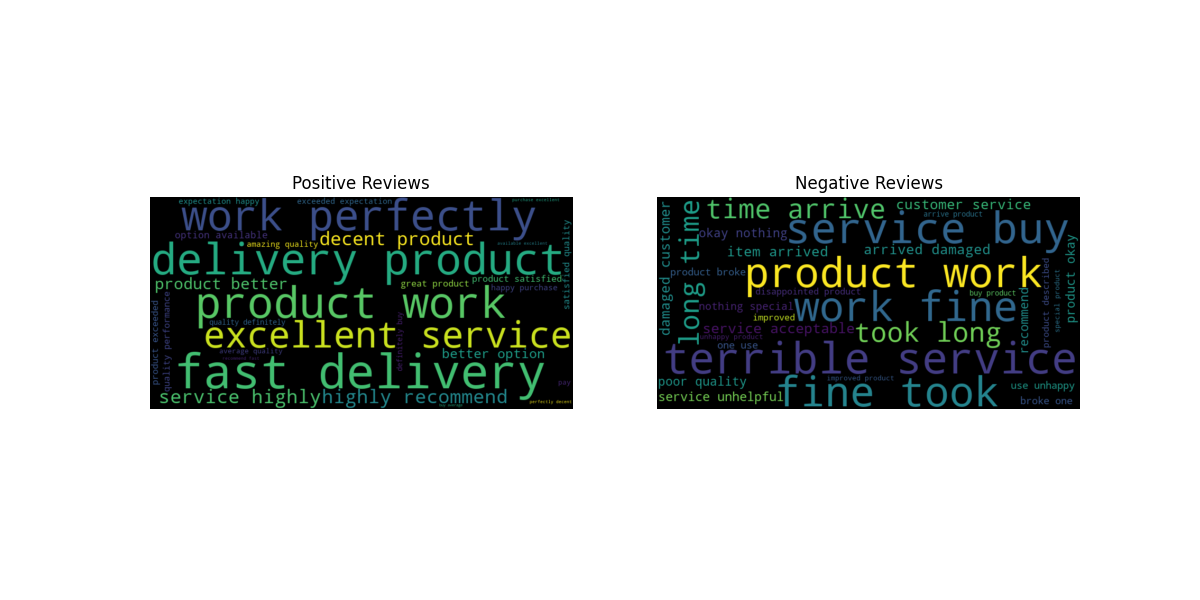 Positive Reviews
expectation happy
exceeded expectation
purchase excellent
work perfectly
option available
decent product
amazing quality
available excellent
satisfied quality
delivery product
product better
great product
product satisfied
happy purchase
product work
product exceeded
quality performance
quality definitely
definitely buy
excellent service
average quality
better option
fast delivery
pay
service highly
highly recommend
perfectly decent
Negative Reviews
damaged customer
long time
time arrive
customer service
arrive product
okay nothing
service buy
item arrived
arrived damaged
product okay
product broke
product work
product described
special product
disappointed product
buy product
nothing special
work fine
recommend
improved
service acceptable
took long
unhappy product
one use
terrible service
poor quality
improved product
use unhappy
service unhelpful
fine took
broke one